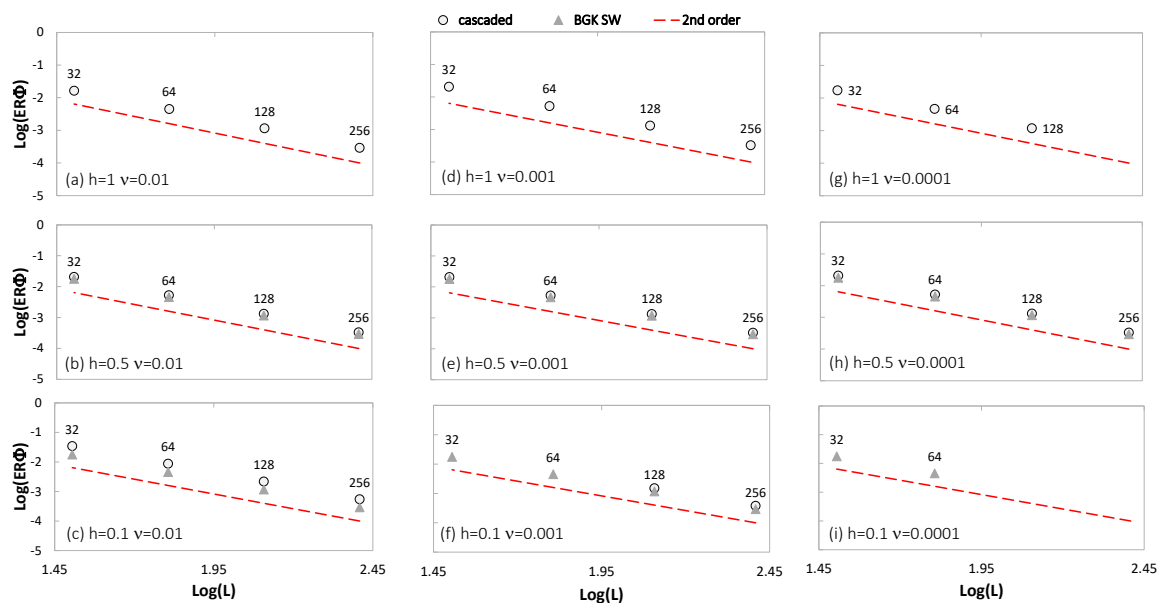 cascaded BGK SW 2nd order
0
-1
-2
-3
-4
-5
Log(ERΦ)
32
64
128
256
(a) h=1 ν=0.01
32
64
128
256
(d) h=1 ν=0.001
32
64
128
(g) h=1 ν=0.0001
0
-1
-2
-3
-4
-5
Log(ERΦ)
32
64
128
256
(b) h=0.5 ν=0.01
32
64
128
256
(e) h=0.5 ν=0.001
32
64
128
256
(h) h=0.5 ν=0.0001
0
-1
-2
-3
-4
-5
Log(ERΦ)
32
64
128
256
(c) h=0.1 ν=0.01
32
64
128
256
(f) h=0.1 ν=0.001
32
64
(i) h=0.1 ν=0.0001
1.45 1.95 2.45
Log(L)
1.45 1.95 2.45
Log(L)
1.45 1.95 2.45
Log(L)